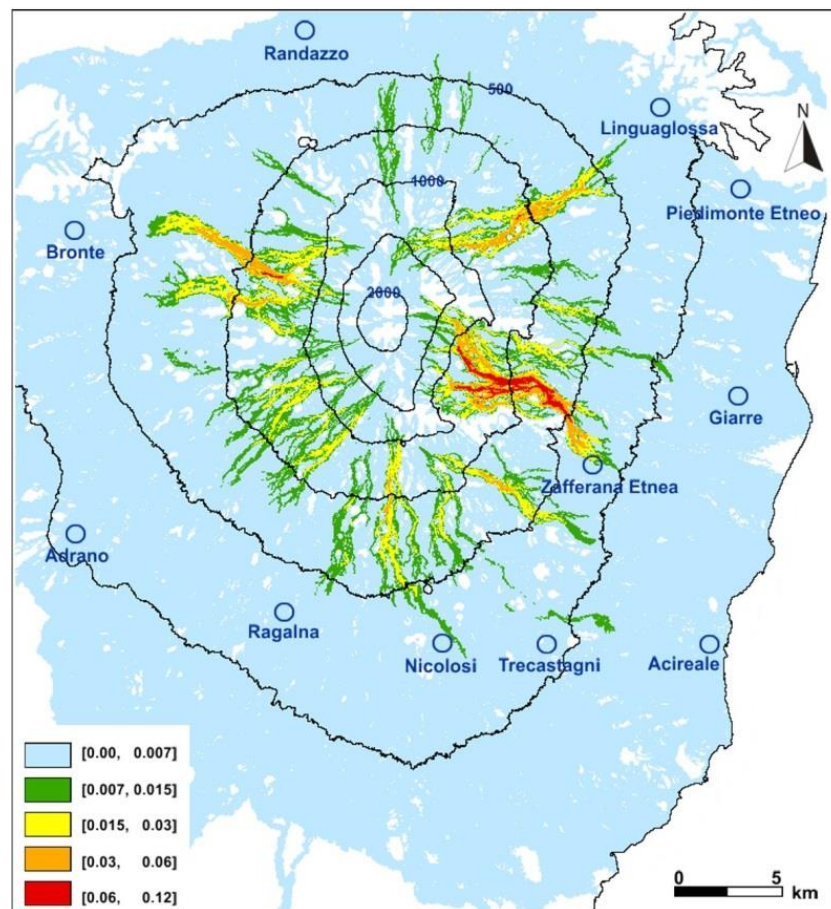 Randazzo
500
Linguaglossa
N
1000
Piedimonte Etneo
Bronte
2000
Giarre
Zafferana Etnea
Adrano
Ragalna
Nicolosi
Trecastagni
Acireale
[0.00, 0.007]
[0.007, 0.015]
[0.015, 0.03]
[0.03, 0.06]
[0.06, 0.12]
0 5
km